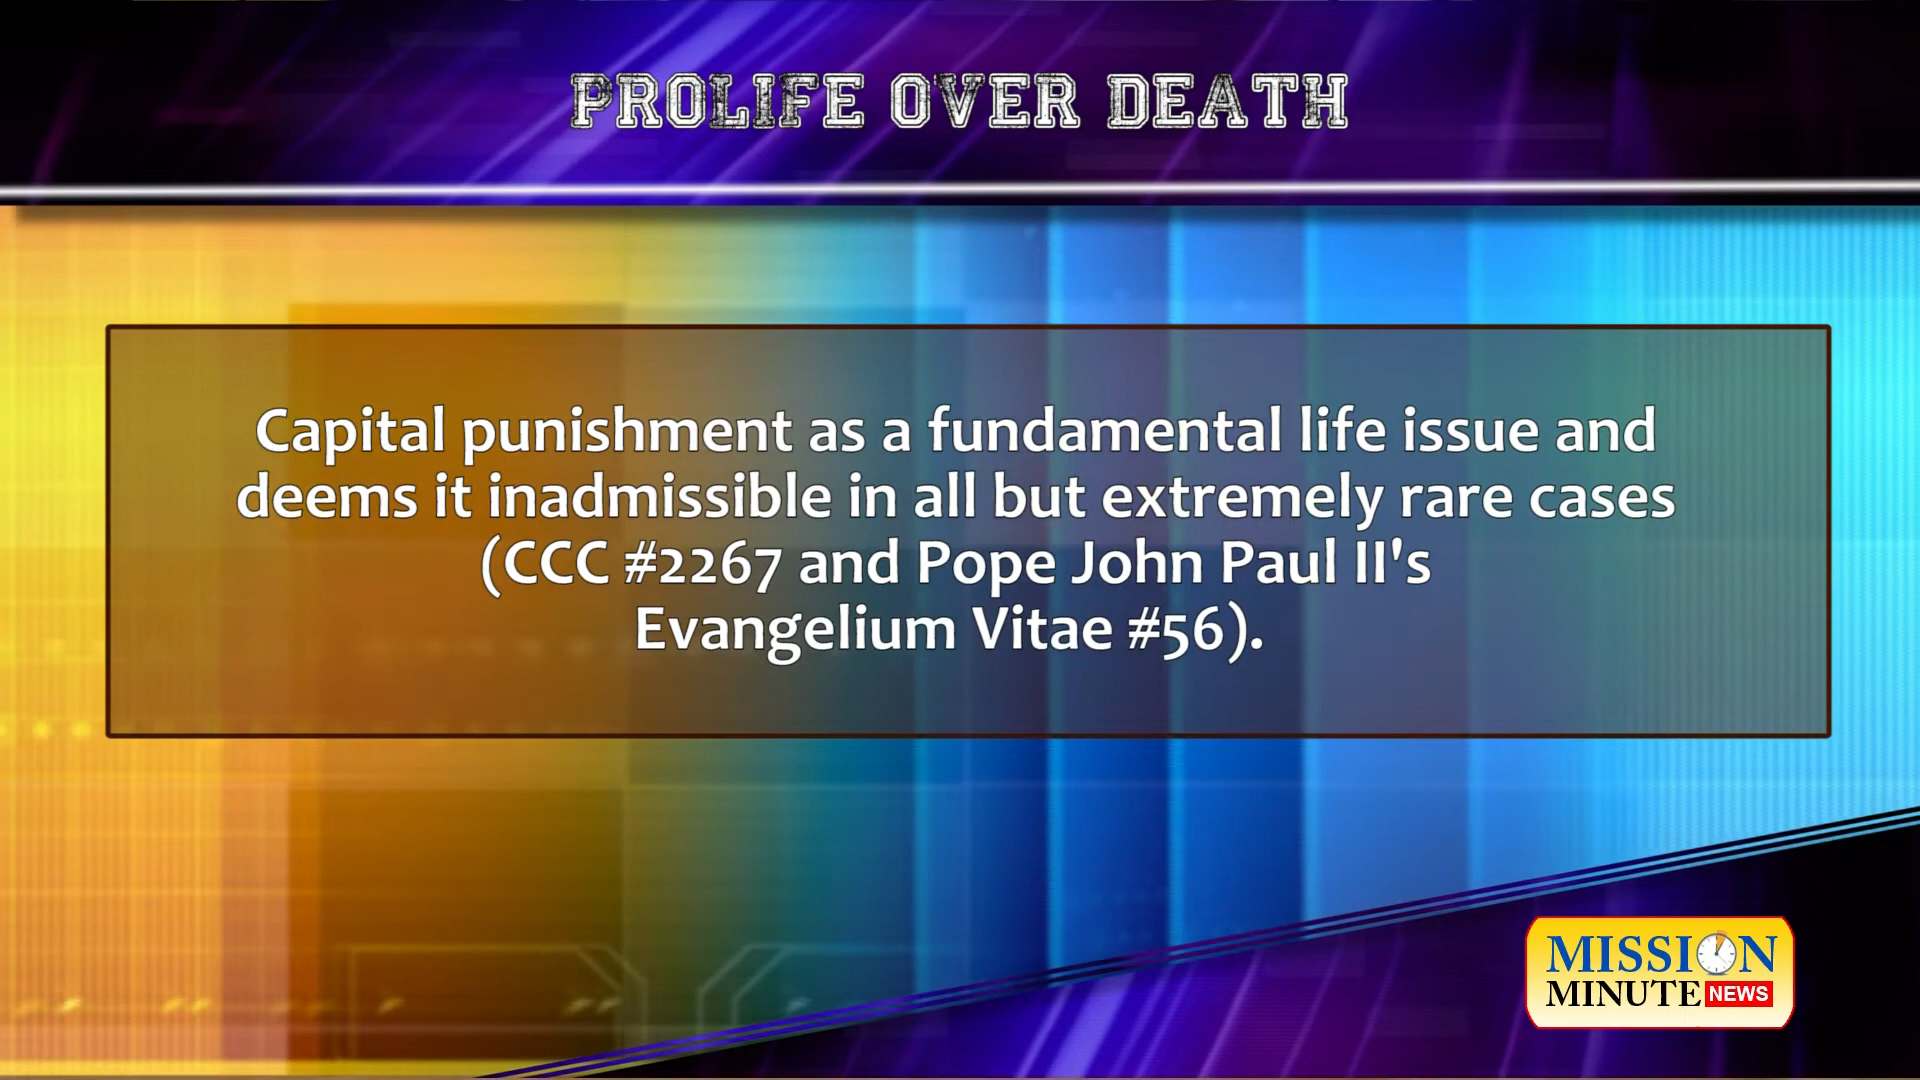 PROLIFE OVER DEATH
Capital punishment as a fundamental life issue and
deems it inadmissible in all but extremely rare cases
(CCC #2267 and Pope John Paul II's
Evangelium Vitae #56).
MISSION
MINUTE NEWS